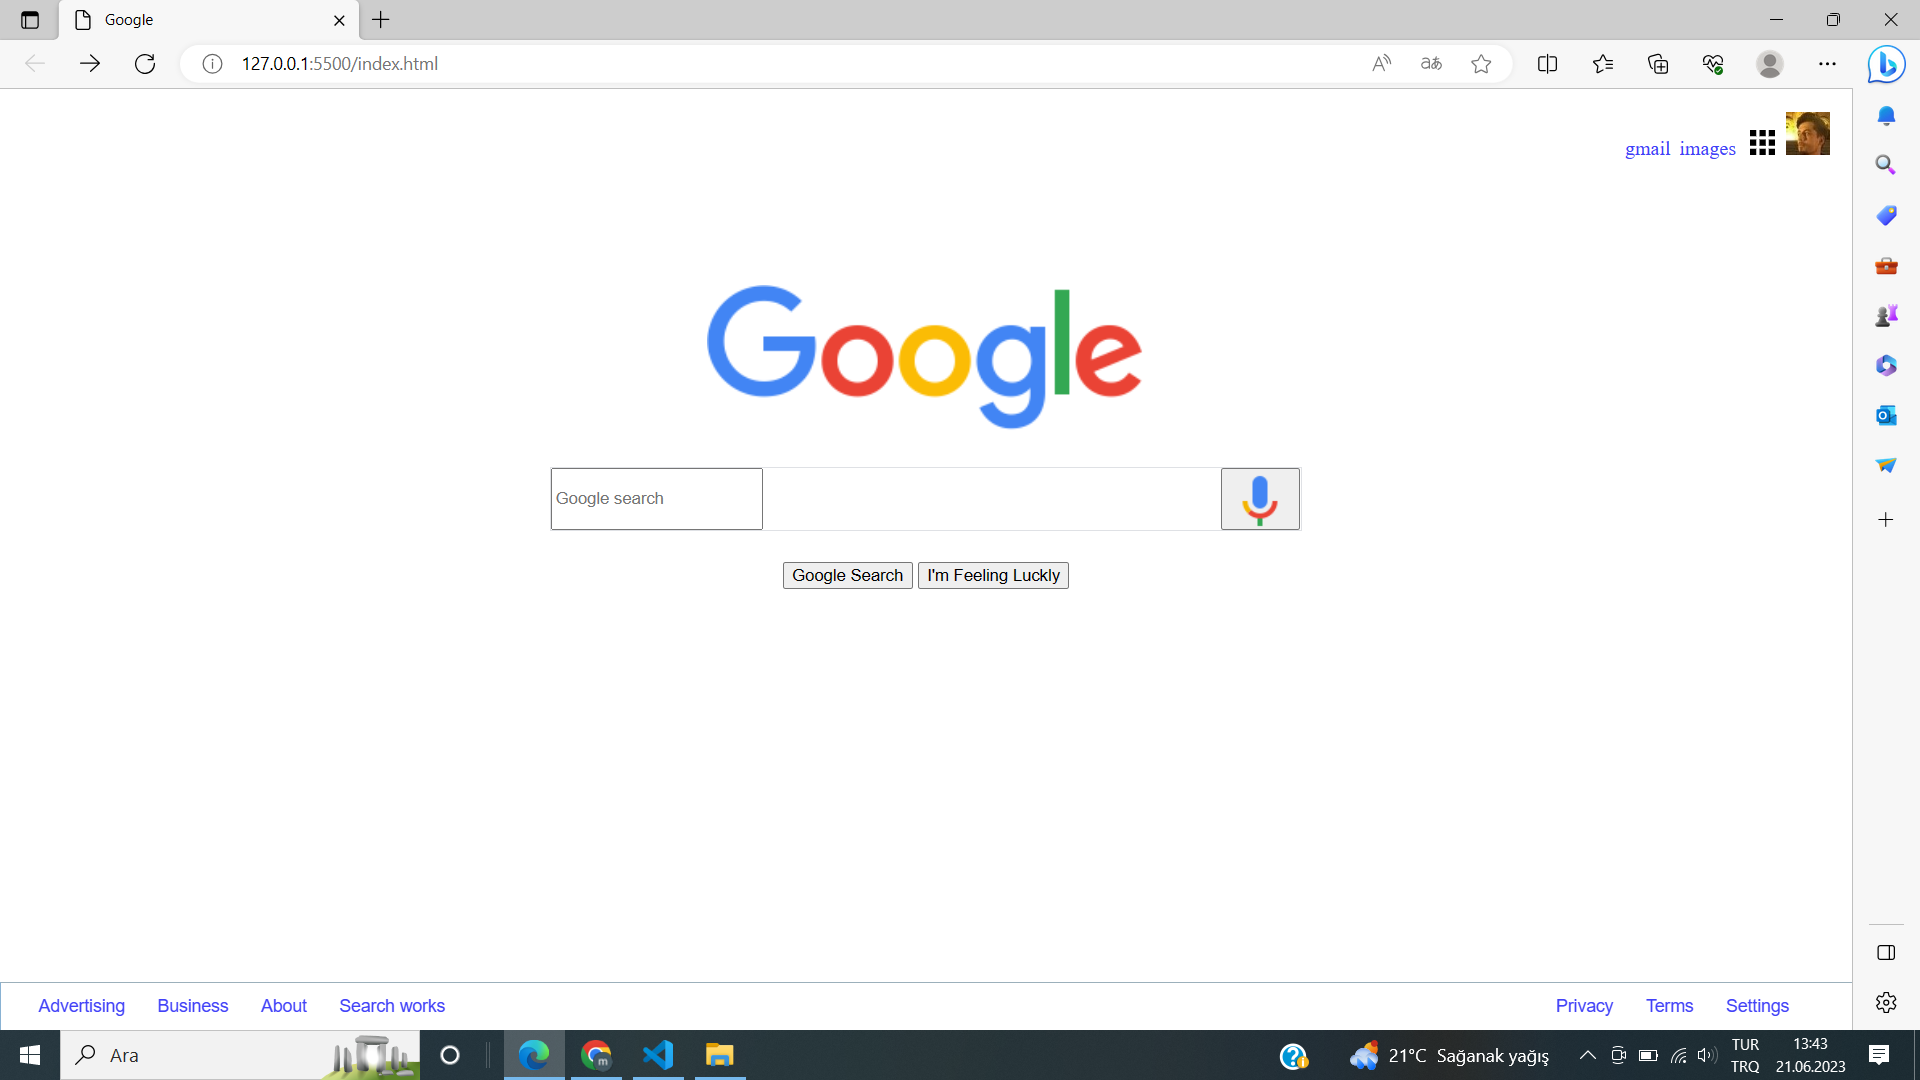 Google
127.0.0.1:5500/index.html
gmail images
Google
Google search
Google Search I'm Feeling Luckly
Advertising Business About Search works Privacy Terms Settings
Ara 21°C Sağanak yağış TUR 13:43
TRQ 21.06.2023